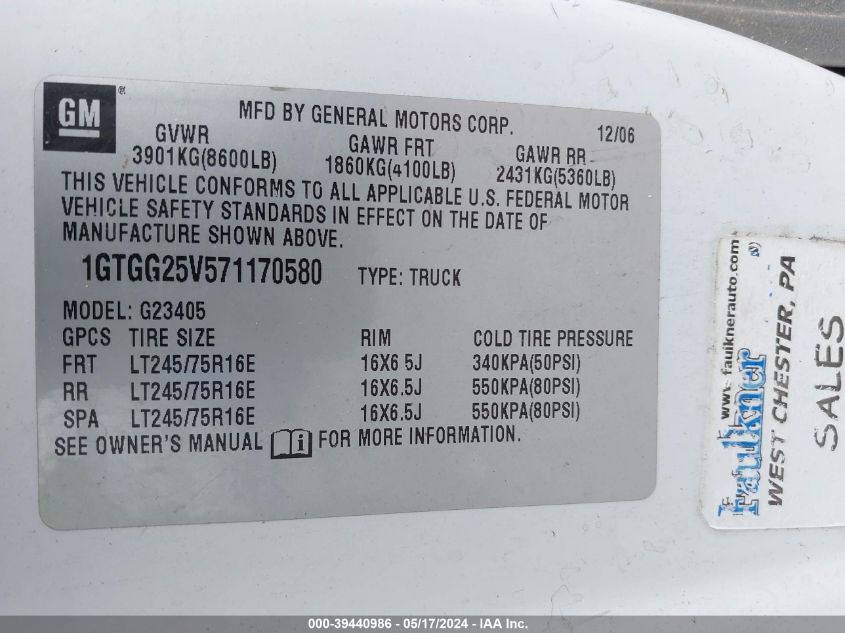 GM
®
MFD BY GENERAL MOTORS CORP. 12/06
GVWR GAWR FRT GAWR RR
3901KG(8600LB) 1860KG(4100LB) 2431KG(5360LB)
THIS VEHICLE CONFORMS TO ALL APPLICABLE U.S. FEDERAL MOTOR
VEHICLE SAFETY STANDARDS IN EFFECT ON THE DATE OF
MANUFACTURE SHOWN ABOVE.
1GTGG25V571170580 TYPE: TRUCK
MODEL: G23405
GPCS TIRE SIZE RIM COLD TIRE PRESSURE
FRT LT245/75R16E 16X6.5J 340KPA(50PSI)
RR LT245/75R16E 16X6.5J 550KPA(80PSI)
SPA LT245/75R16E 16X6.5J 550KPA(80PSI)
SEE OWNER'S MANUAL i FOR MORE INFORMATION.
www.faulknerauto.com
Faulkner
WEST CHESTER, PA
SALES
000-39440986 - 05/17/2024 - IAA Inc.